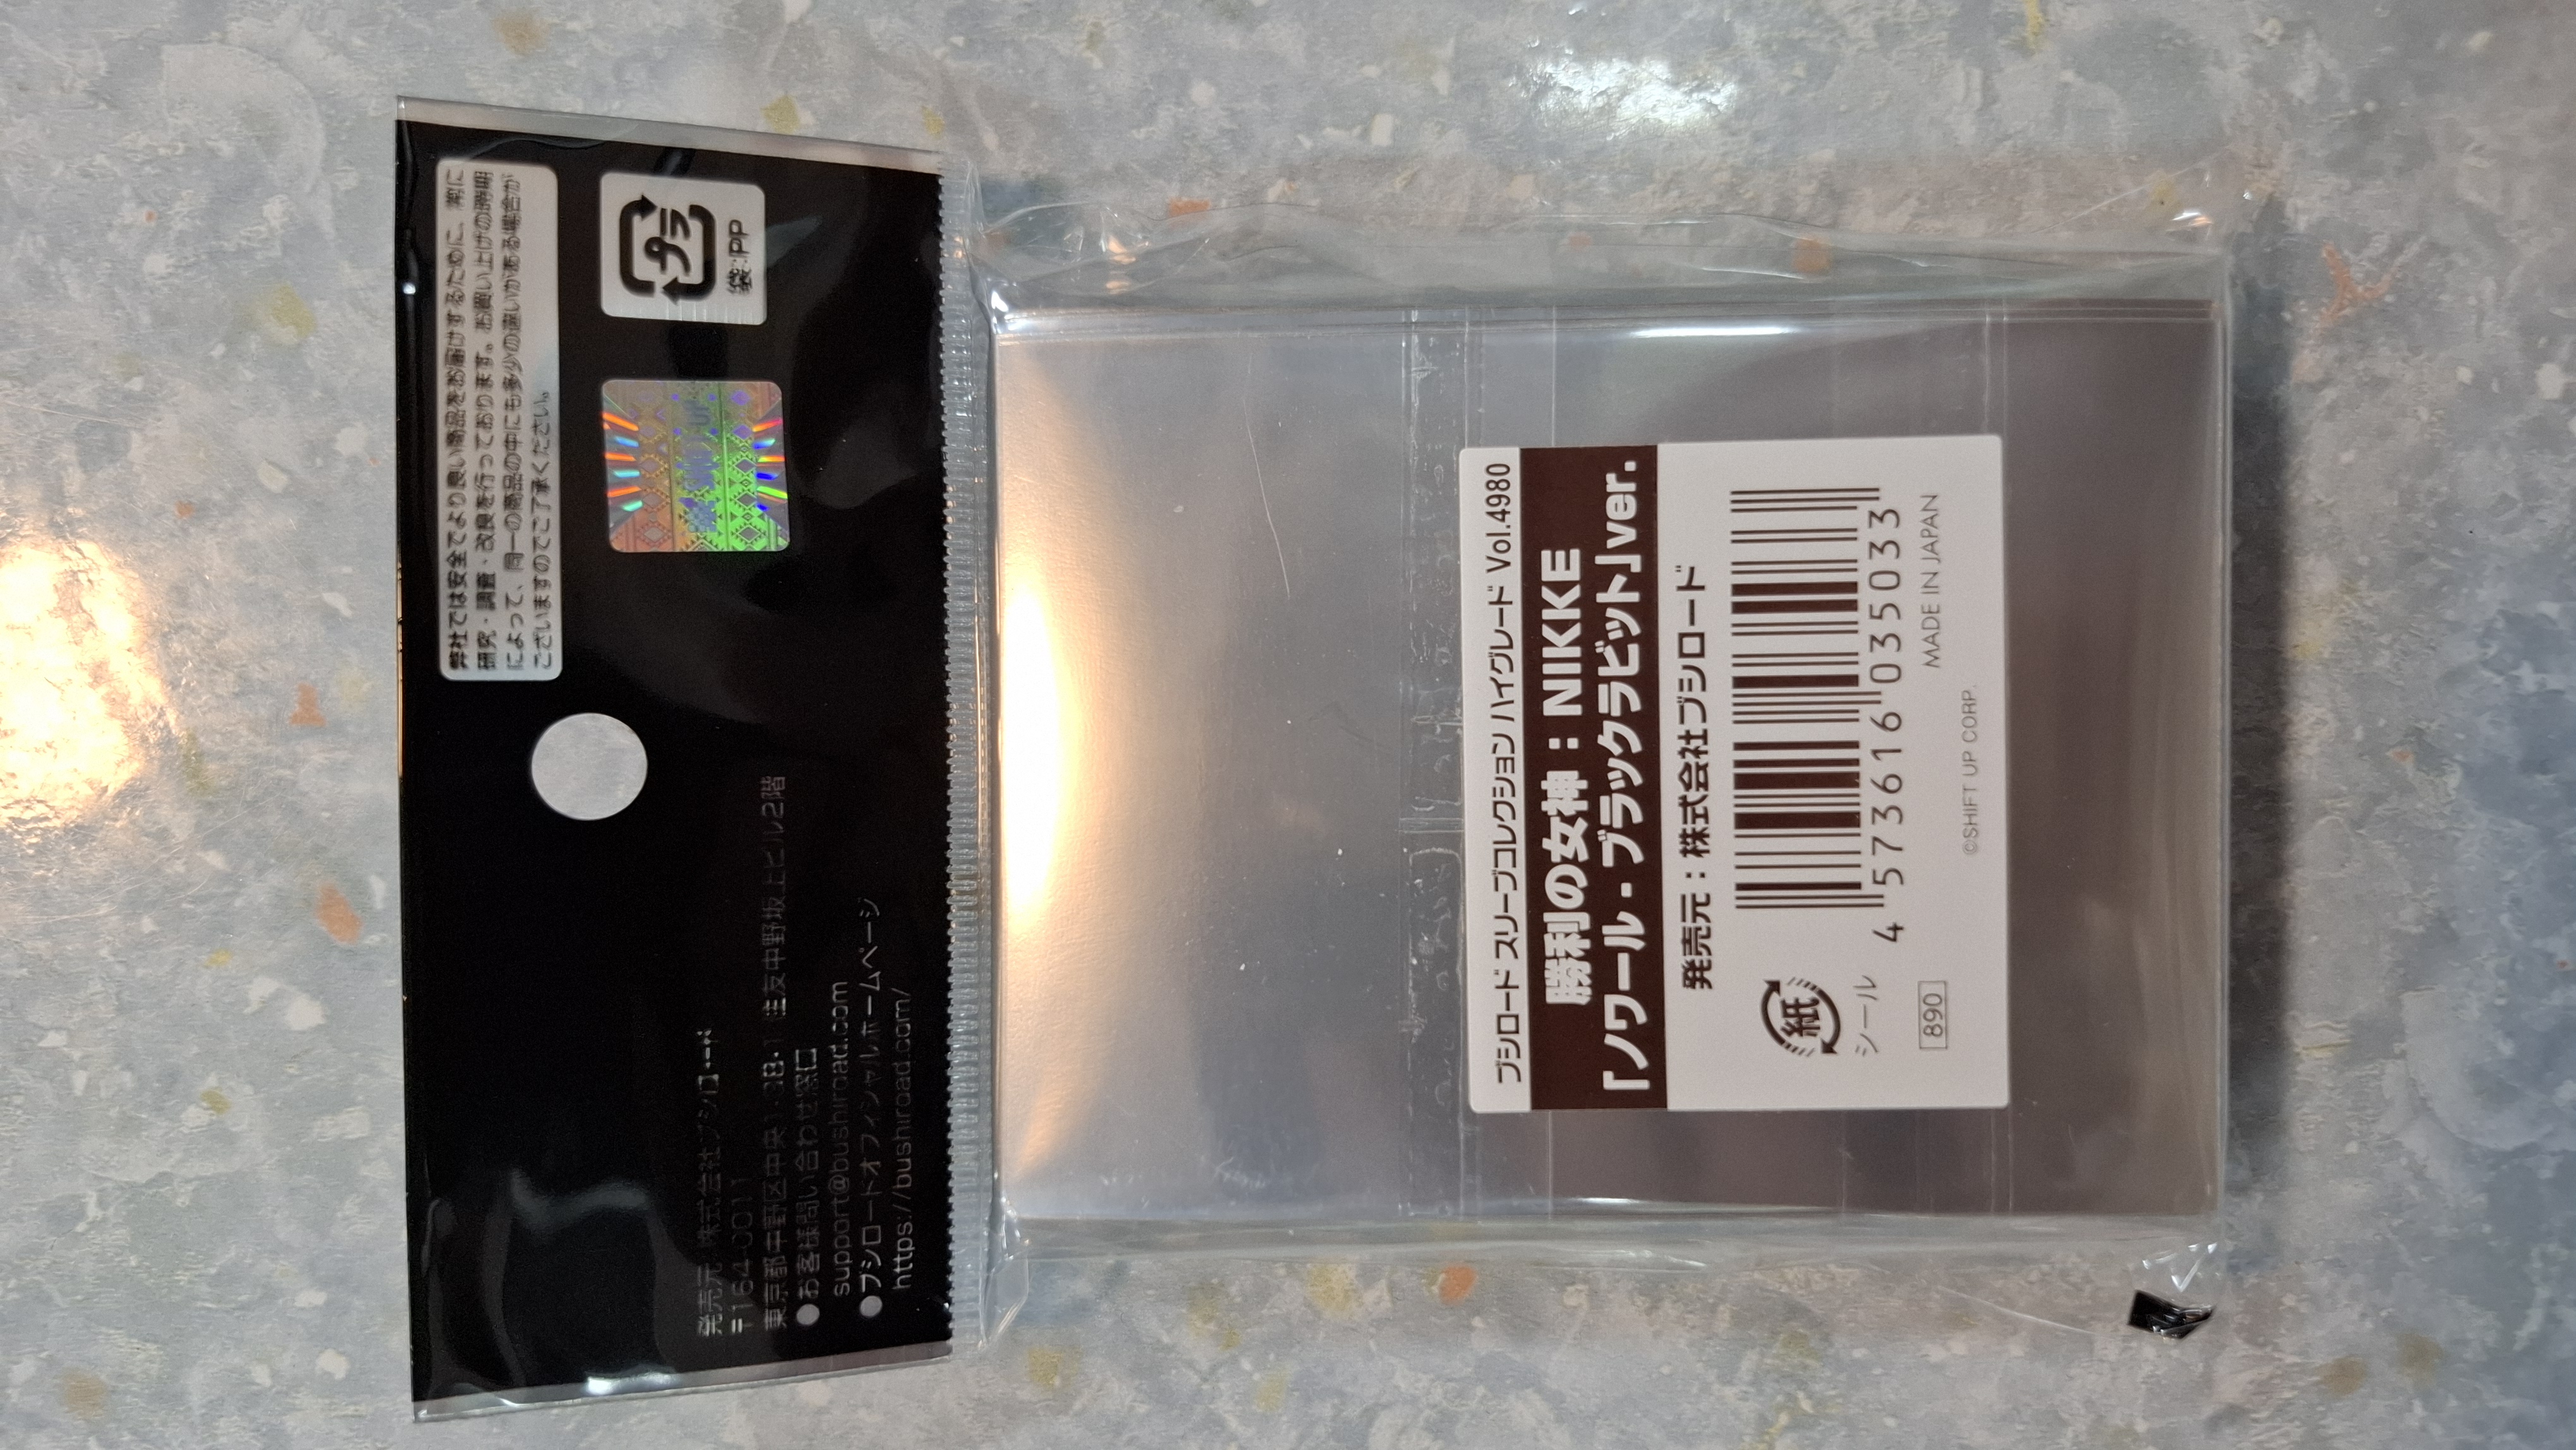 弊社では安全でより良い商品をお届けするために、常に
研究・調査・改良を行っております。お買い上げの時期
によって、同一の商品の中にも多少の違いがある場合が
ございますのでご了承ください。
プラ
袋:PP
発売元 株式会社ブシロード
〒164-0011
東京都中野区中央1-38-1 住友中野坂上ビル2階
●お客様問い合わせ窓口
support@bushiroad.com
●ブシロードオフィシャルホームページ
https://bushiroad.com/
ブシロード スリーブコレクション ハイグレード Vol.4980
勝利の女神：NIKKE
「ノワール・ブラックラビット」ver.
発売元：株式会社ブシロード
紙
シール
4 573616 035033
890
MADE IN JAPAN
©SHIFT UP CORP.